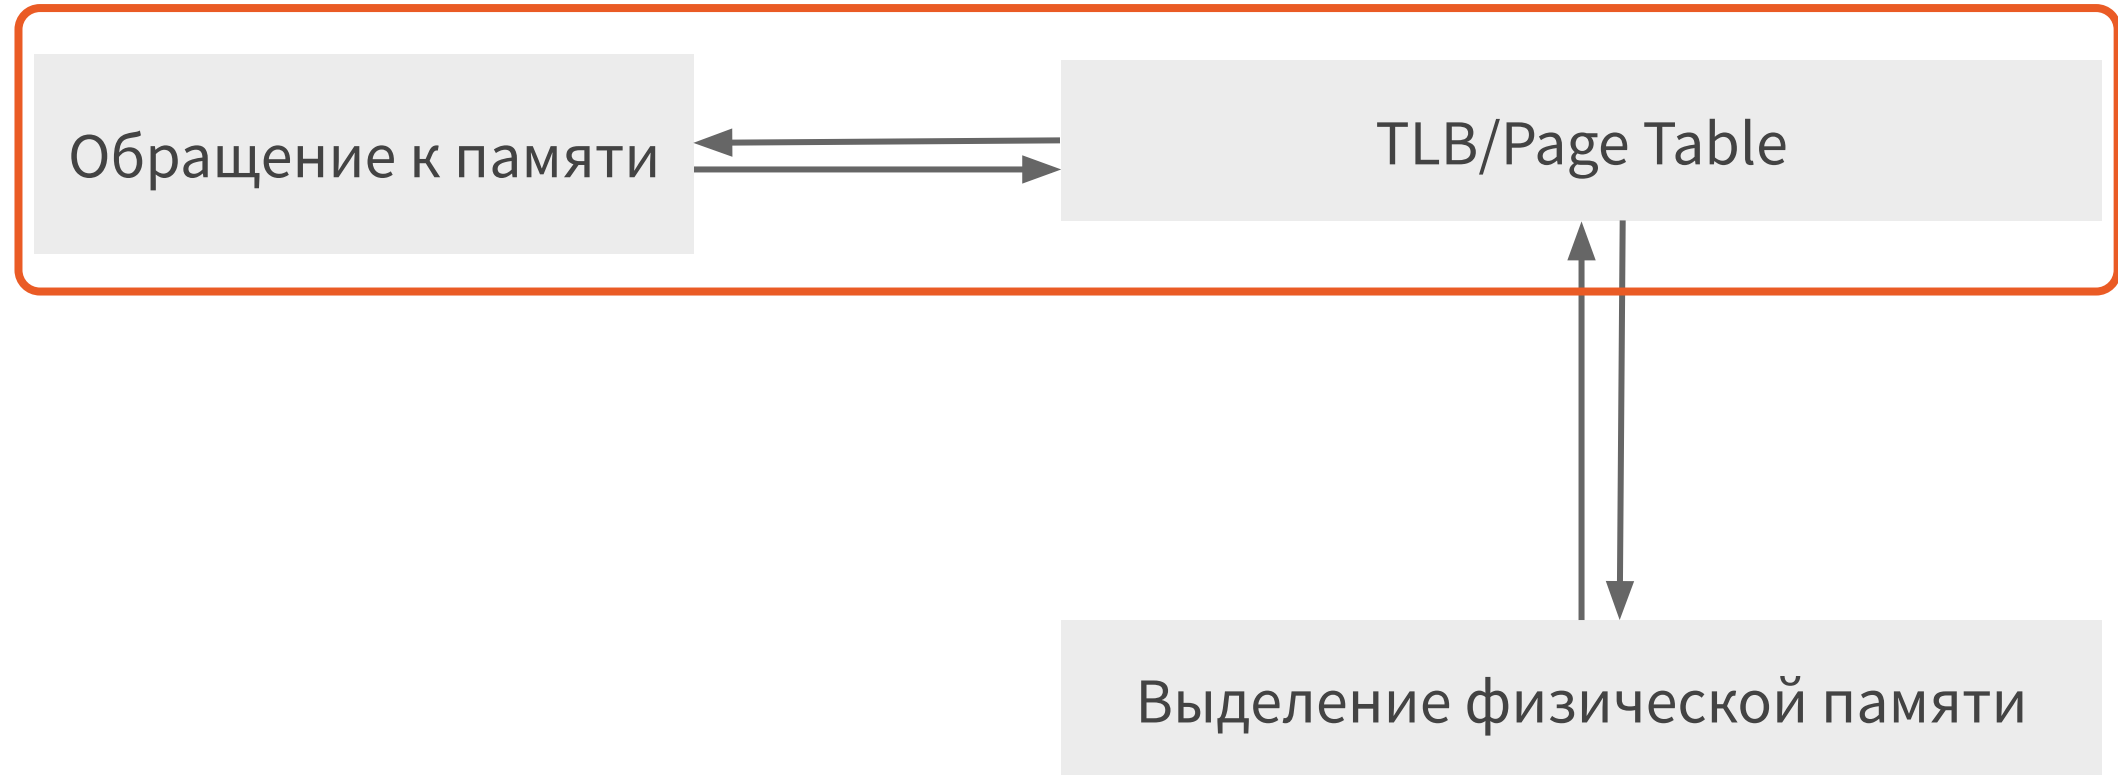 Обращение к памяти
TLB/Page Table
Выделение физической памяти